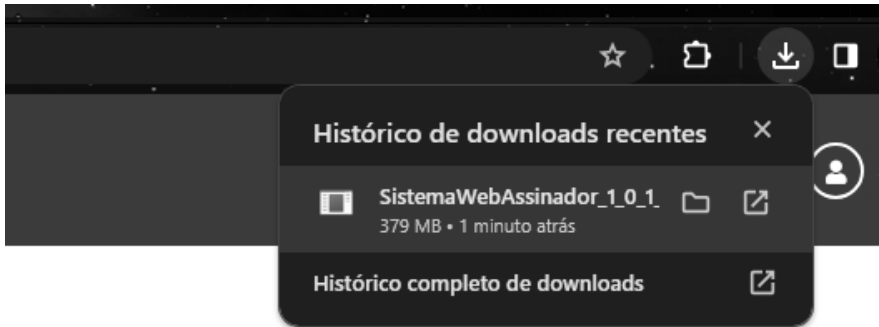 Histórico de downloads recentes
SistemaWebAssinador_1_0_1_
379 MB • 1 minuto atrás
Histórico completo de downloads